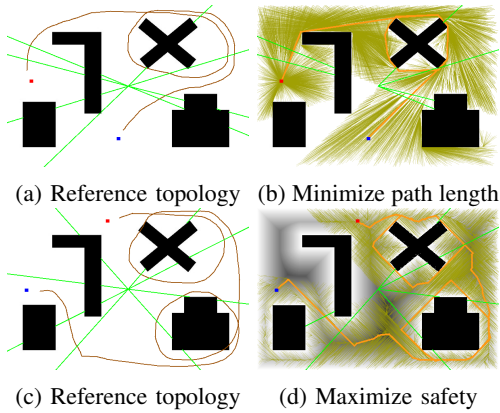 (a) Reference topology (b) Minimize path length
(c) Reference topology (d) Maximize safety